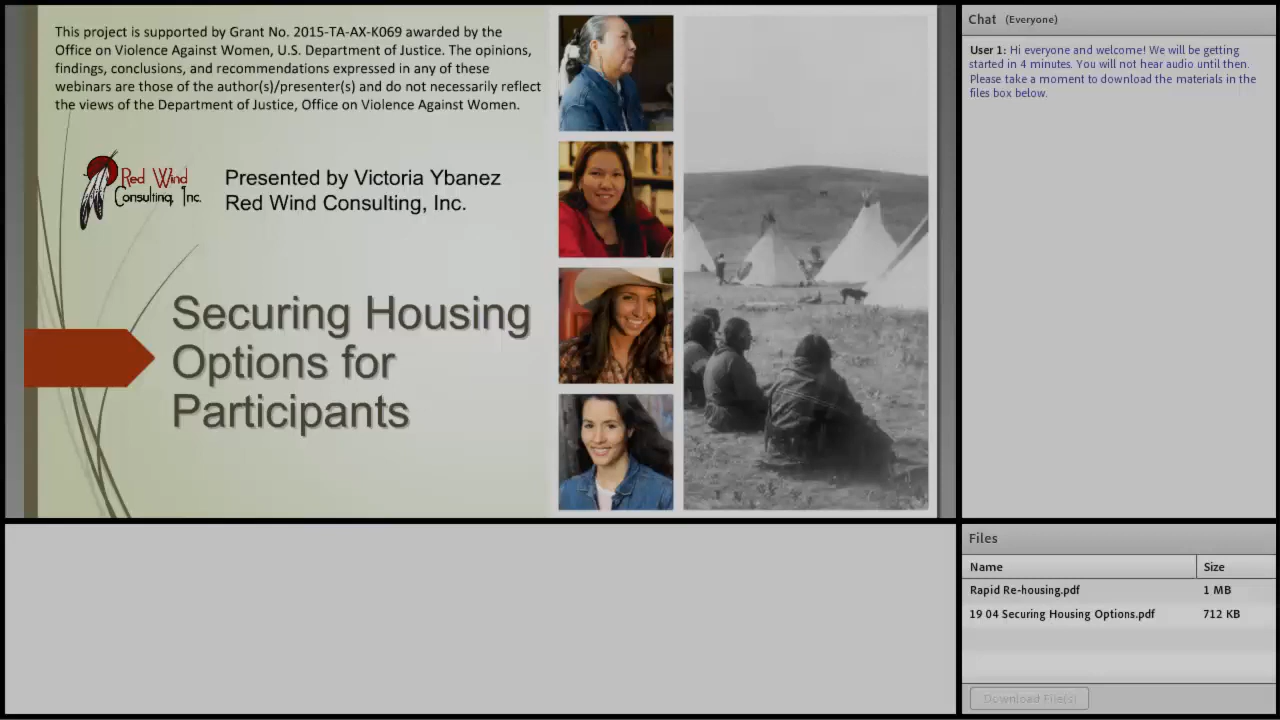 This project is supported by Grant No. 2015-TA-AX-K069 awarded by the
Office on Violence Against Women, U.S. Department of Justice. The opinions,
findings, conclusions, and recommendations expressed in any of these
webinars are those of the author(s)/presenter(s) and do not necessarily reflect
the views of the Department of Justice, Office on Violence Against Women.
Red Wind
Consulting, Inc.
Presented by Victoria Ybanez
Red Wind Consulting, Inc.
Securing Housing
Options for
Participants
Chat (Everyone)
User 1: Hi everyone and welcome! We will be getting
started in 4 minutes. You will not hear audio until then.
Please take a moment to download the materials in the
files box below.
Files
Name Size
Rapid Re-housing.pdf 1 MB
19 04 Securing Housing Options.pdf 712 KB
Download File(s)